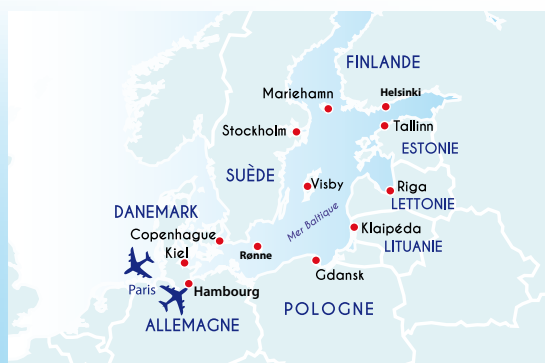 FINLANDE
Mariehamn
Helsinki
Stockholm
Tallinn
ESTONIE
SUÈDE
Visby
Riga
LETTONIE
DANEMARK
Mer Baltique
Copenhague
Klaipéda
LITUANIE
Kiel
Rønne
Gdansk
Paris
Hambourg
POLOGNE
ALLEMAGNE